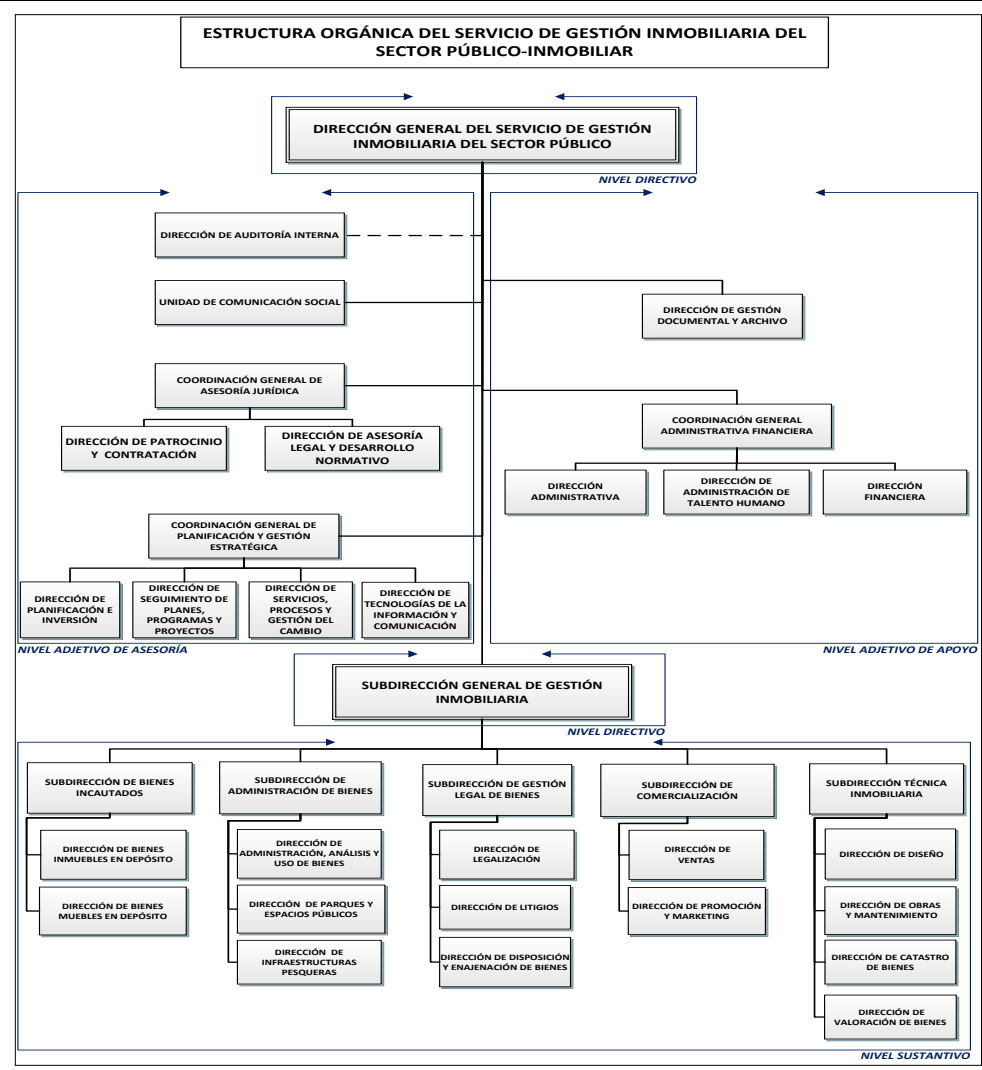 ESTRUCTURA ORGÁNICA DEL SERVICIO DE GESTIÓN INMOBILIARIA DEL
SECTOR PÚBLICO-INMOBILIAR
DIRECCIÓN GENERAL DEL SERVICIO DE GESTIÓN
INMOBILIARIA DEL SECTOR PÚBLICO
NIVEL DIRECTIVO
DIRECCIÓN DE AUDITORÍA INTERNA
UNIDAD DE COMUNICACIÓN SOCIAL
COORDINACIÓN GENERAL DE
ASESORÍA JURÍDICA
DIRECCIÓN DE PATROCINIO
Y CONTRATACIÓN
DIRECCIÓN DE ASESORÍA
LEGAL Y DESARROLLO
NORMATIVO
COORDINACIÓN GENERAL DE
PLANIFICACIÓN Y GESTIÓN
ESTRATÉGICA
DIRECCIÓN DE
PLANIFICACIÓN E
INVERSIÓN
DIRECCIÓN DE
SEGUIMIENTO DE
PLANES,
PROGRAMAS Y
PROYECTOS
DIRECCIÓN DE
SERVICIOS,
PROCESOS Y
GESTIÓN DEL
CAMBIO
DIRECCIÓN DE
TECNOLOGÍAS DE LA
INFORMACIÓN Y
COMUNICACIÓN
NIVEL ADJETIVO DE ASESORÍA
DIRECCIÓN DE GESTIÓN
DOCUMENTAL Y ARCHIVO
COORDINACIÓN GENERAL
ADMINISTRATIVA FINANCIERA
DIRECCIÓN
ADMINISTRATIVA
DIRECCIÓN DE
ADMINISTRACIÓN DE
TALENTO HUMANO
DIRECCIÓN
FINANCIERA
NIVEL ADJETIVO DE APOYO
SUBDIRECCIÓN GENERAL DE GESTIÓN
INMOBILIARIA
NIVEL DIRECTIVO
SUBDIRECCIÓN DE BIENES
INCAUTADOS
DIRECCIÓN DE BIENES
INMUEBLES EN DEPÓSITO
DIRECCIÓN DE BIENES
MUEBLES EN DEPÓSITO
SUBDIRECCIÓN DE
ADMINISTRACIÓN DE BIENES
DIRECCIÓN DE
ADMINISTRACIÓN, ANÁLISIS Y
USO DE BIENES
DIRECCIÓN DE PARQUES Y
ESPACIOS PÚBLICOS
DIRECCIÓN DE
INFRAESTRUCTURAS
PESQUERAS
SUBDIRECCIÓN DE GESTIÓN
LEGAL DE BIENES
DIRECCIÓN DE
LEGALIZACIÓN
DIRECCIÓN DE LITIGIOS
DIRECCIÓN DE DISPOSICIÓN
Y ENAJENACIÓN DE BIENES
SUBDIRECCIÓN DE
COMERCIALIZACIÓN
DIRECCIÓN DE
VENTAS
DIRECCIÓN DE PROMOCIÓN
Y MARKETING
SUBDIRECCIÓN TÉCNICA
INMOBILIARIA
DIRECCIÓN DE DISEÑO
DIRECCIÓN DE OBRAS
Y MANTENIMIENTO
DIRECCIÓN DE CATASTRO
DE BIENES
DIRECCIÓN DE
VALORACIÓN DE BIENES
NIVEL SUSTANTIVO